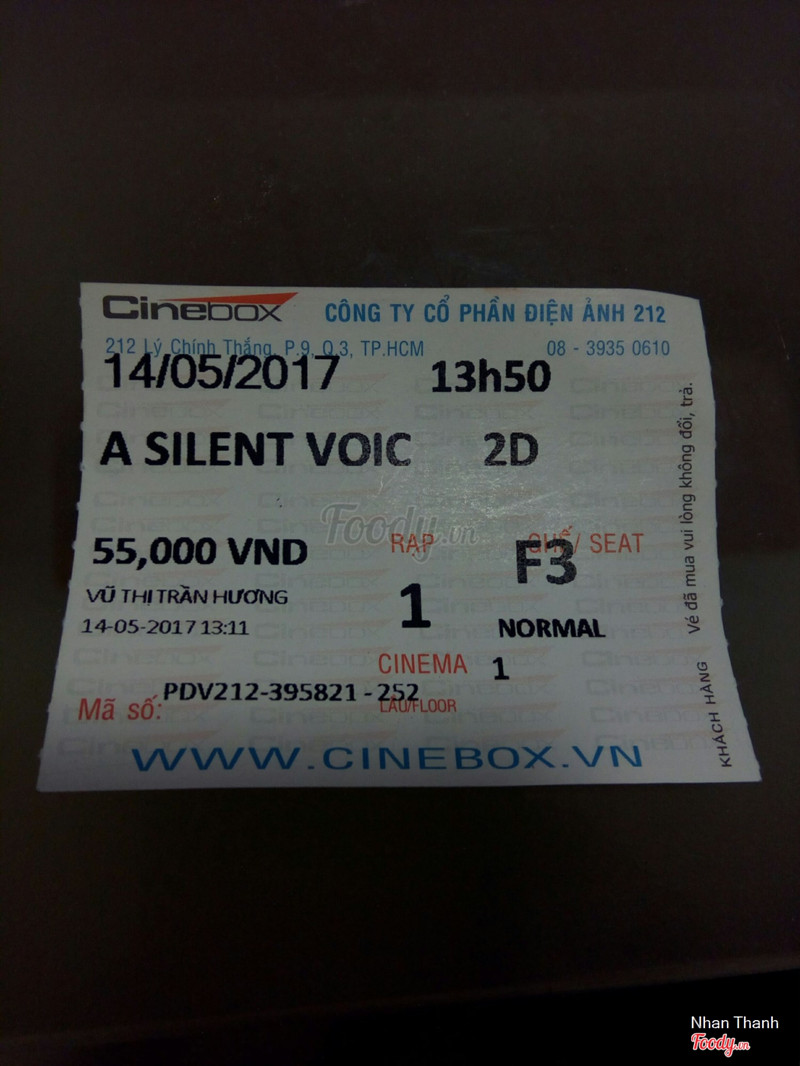 Cinebox CÔNG TY CỔ PHẦN ĐIỆN ẢNH 212
212 Lý Chính Thắng, P.9, Q.3, TP.HCM 08 - 3935 0610
14/05/2017 13h50
A SILENT VOIC 2D
Foody.vn
55,000 VND RẠP GHẾ/ SEAT
F3
VŨ THỊ TRẦN HƯƠNG 1
14-05-2017 13:11 NORMAL
CINEMA 1
Mã số: PDV212-395821 - 252
LẦU/FLOOR
WWW.CINEBOX.VN
KHÁCH HÀNG Vé đã mua vui lòng không đổi, trả.
Nhan Thanh
Foody.vn